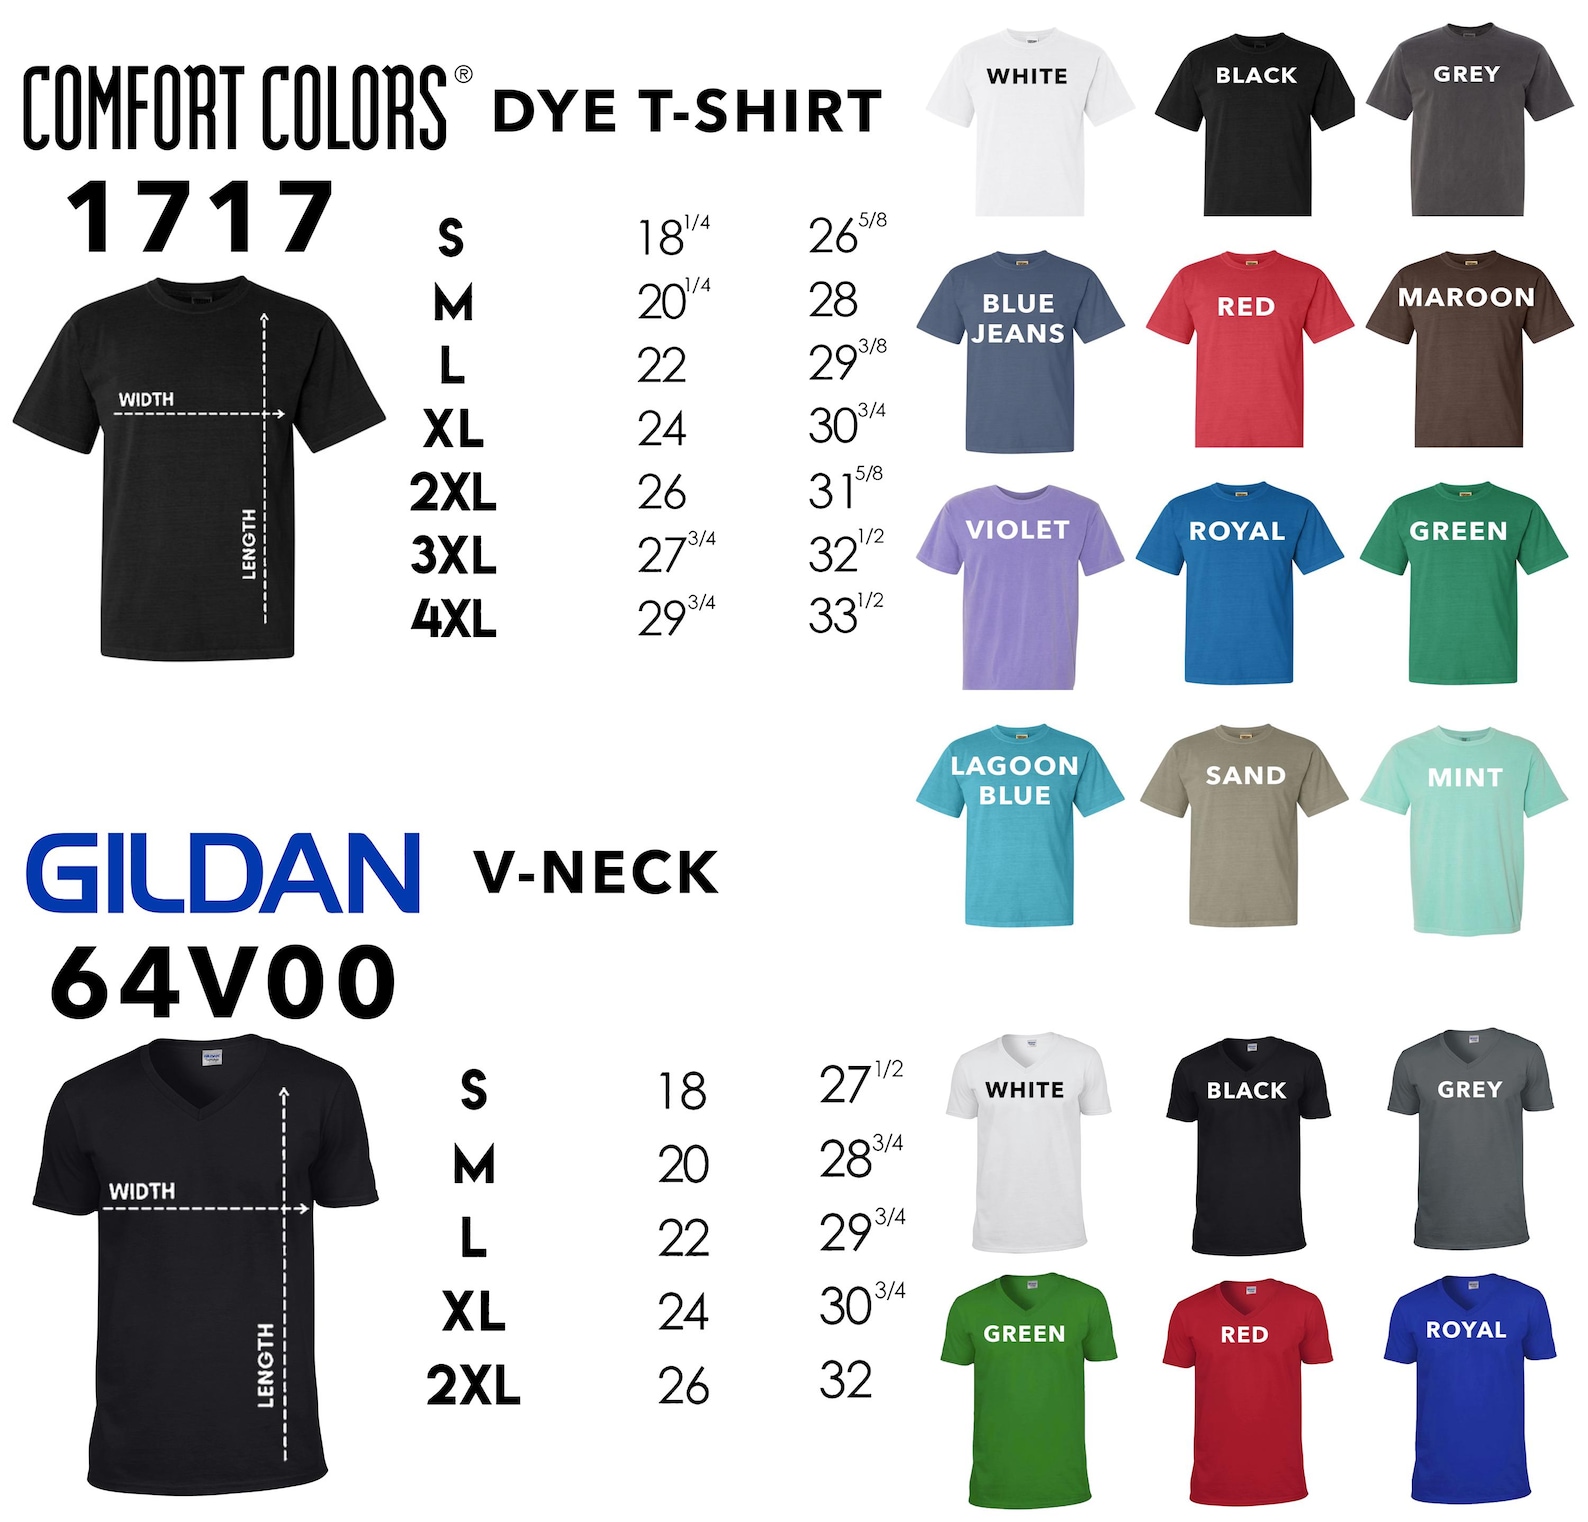 COMFORT COLORS® DYE T-SHIRT
1717
S 18 1/4 26 5/8
M 20 1/4 28
L 22 29 3/8
XL 24 30 3/4
2XL 26 31 5/8
3XL 27 3/4 32 1/2
4XL 29 3/4 33 1/2
WIDTH
LENGTH
WHITE
BLACK
GREY
BLUE
JEANS
RED
MAROON
VIOLET
ROYAL
GREEN
LAGOON
BLUE
SAND
MINT
GILDAN V-NECK
64V00
S 18 27 1/2
M 20 28 3/4
L 22 29 3/4
XL 24 30 3/4
2XL 26 32
GILDAN
WIDTH
LENGTH
WHITE
BLACK
GREY
GREEN
RED
ROYAL